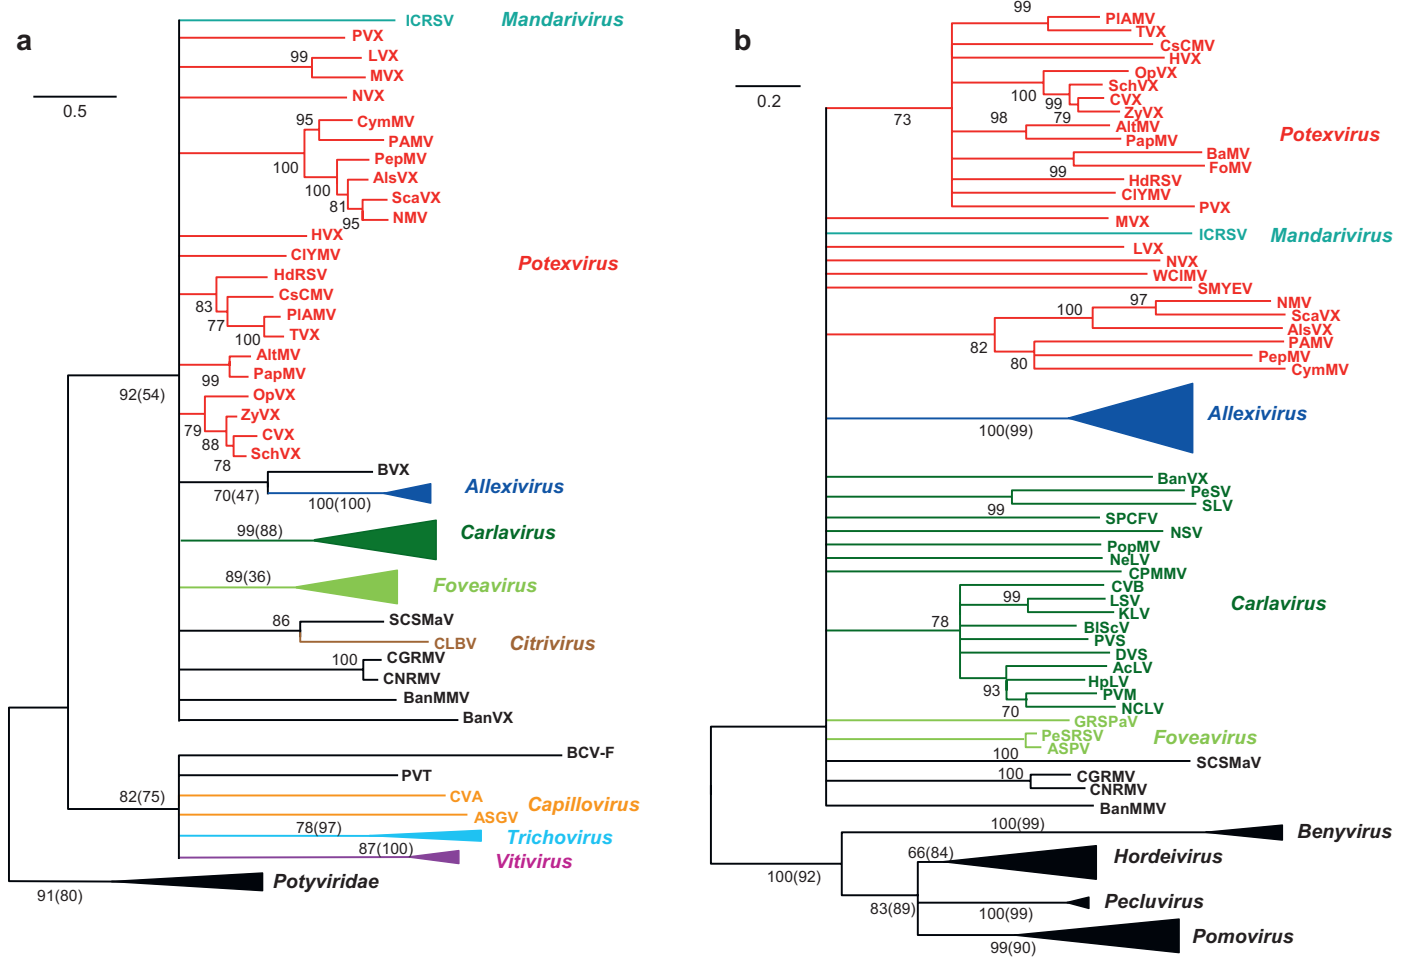 a
0.5
ICRSV
Mandarivirus
PVX
99
LVX
MVX
NVX
95
CymMV
PAMV
100
PepMV
100
AlsVX
81
ScaVX
95
NMV
HVX
ClYMV
Potexvirus
HdRSV
83
CsCMV
77
PlAMV
100
TVX
AltMV
99
PapMV
92(54)
OpVX
ZyVX
79
CVX
88
SchVX
78
BVX
70(47)
100(100)
Allexivirus
99(88)
Carlavirus
89(36)
Foveavirus
86
SCSMaV
CLBV
Citrivirus
100
CGRMV
CNRMV
BanMMV
BanVX
BCV-F
PVT
82(75)
CVA
Capillovirus
ASGV
78(97)
Trichovirus
87(100)
Vitivirus
91(80)
Potyviridae
b
0.2
99
PlAMV
TVX
CsCMV
HVX
OpVX
100
SchVX
99
CVX
79
ZyVX
73
98
AltMV
PapMV
Potexvirus
BaMV
99
FoMV
HdRSV
ClYMV
PVX
MVX
ICRSV
Mandarivirus
LVX
NVX
WClMV
SMYEV
97
NMV
100
ScaVX
AlsVX
82
PAMV
80
PepMV
CymMV
100(99)
Allexivirus
BanVX
PeSV
99
SLV
SPCFV
NSV
PopMV
NeLV
CPMMV
CVB
99
LSV
KLV
Carlavirus
78
BlScV
PVS
DVS
AcLV
HpLV
93
PVM
70
NCLV
GRSPaV
PeSRSV
Foveavirus
100
ASPV
SCSMaV
100
CGRMV
CNRMV
BanMMV
100(99)
Benyvirus
66(84)
Hordeivirus
100(92)
83(89)
100(99)
Pecluvirus
99(90)
Pomovirus